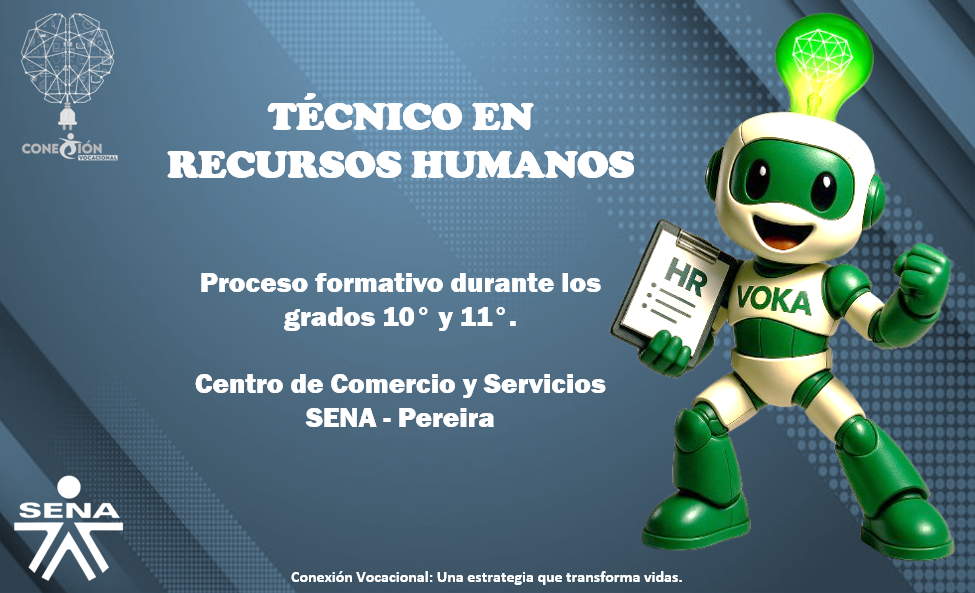 CONEXIÓN
VOCACIONAL
TÉCNICO EN
RECURSOS HUMANOS
Proceso formativo durante los
grados 10° y 11°.
Centro de Comercio y Servicios
SENA - Pereira
HR
VOKA
SENA
Conexión Vocacional: Una estrategia que transforma vidas.